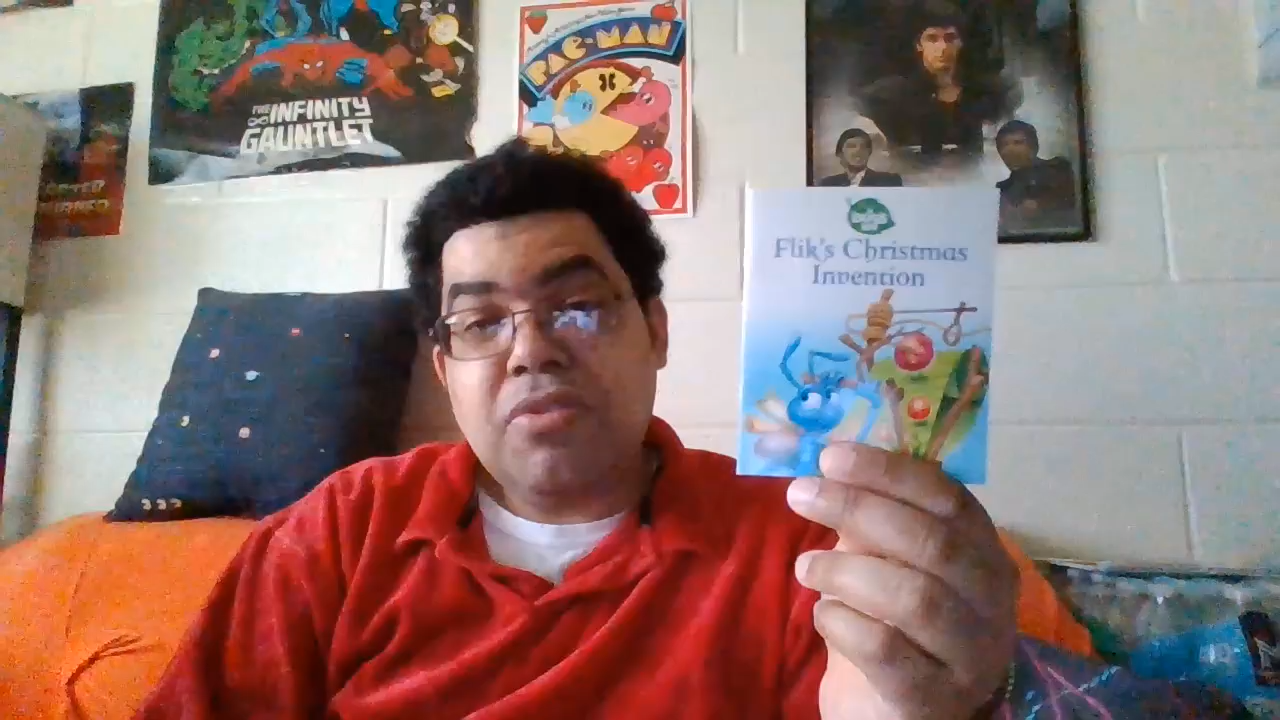 THE
INFINITY
GAUNTLET
PAC-MAN
Flik's Christmas
Invention